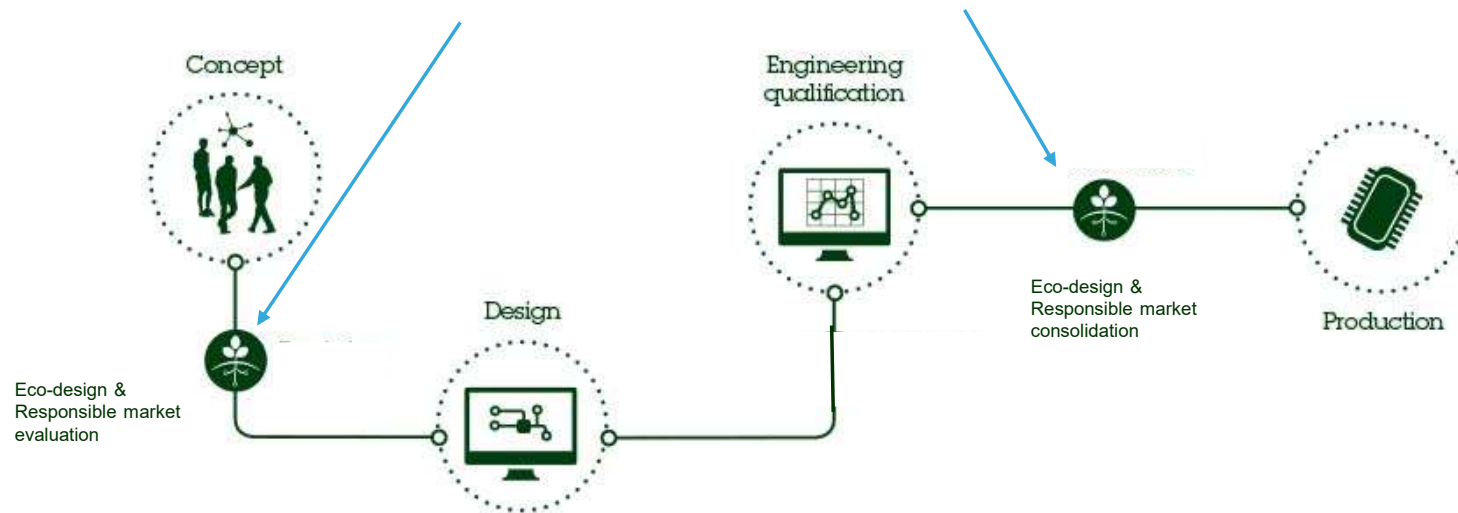 Concept
Engineering
qualification
Design
Eco-design &
Responsible market
evaluation
Eco-design &
Responsible market
consolidation
Production